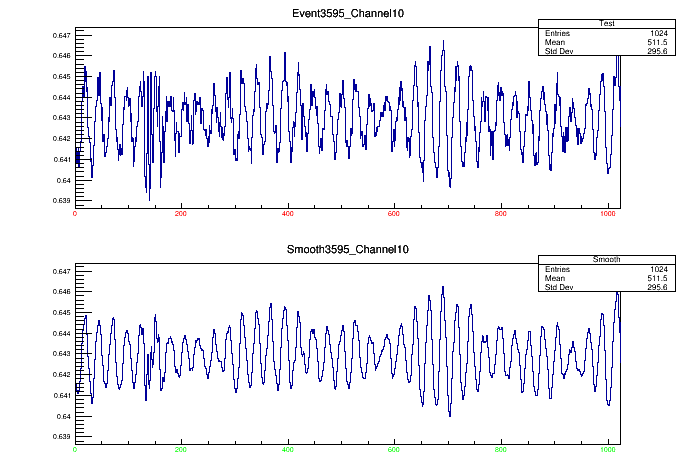 Event3595_Channel10
Test
Entries 1024
Mean 511.5
Std Dev 295.6
0.647
0.646
0.645
0.644
0.643
0.642
0.641
0.64
0.639
0 200 400 600 800 1000
Smooth3595_Channel10
Smooth
Entries 1024
Mean 511.5
Std Dev 295.6
0.647
0.646
0.645
0.644
0.643
0.642
0.641
0.64
0.639
0 200 400 600 800 1000